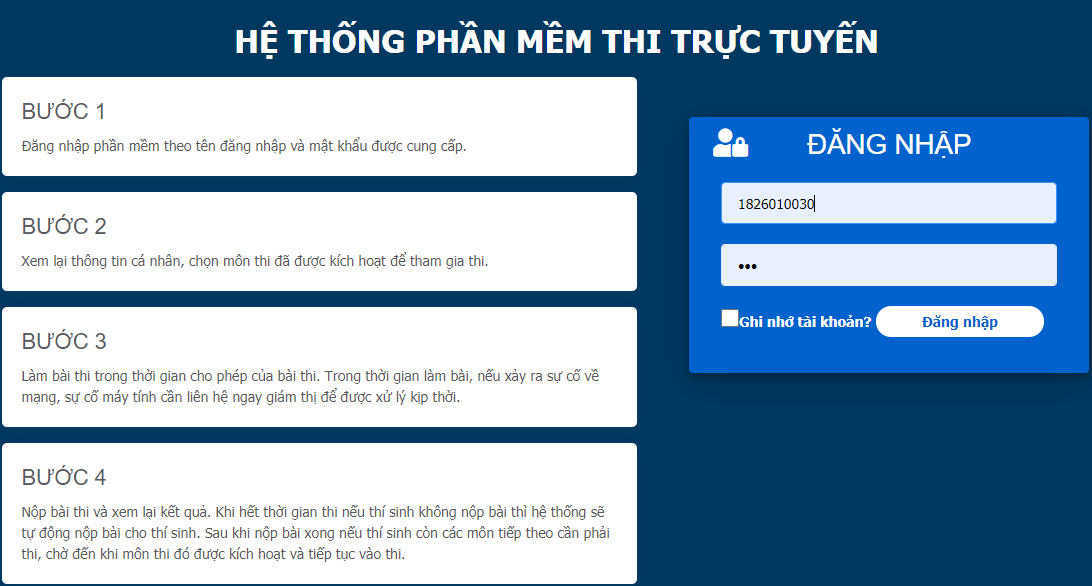 HỆ THỐNG PHẦN MỀM THI TRỰC TUYẾN
BƯỚC 1
Đăng nhập phần mềm theo tên đăng nhập và mật khẩu được cung cấp.
BƯỚC 2
Xem lại thông tin cá nhân, chọn môn thi đã được kích hoạt để tham gia thi.
BƯỚC 3
Làm bài thi trong thời gian cho phép của bài thi. Trong thời gian làm bài, nếu xảy ra sự cố về
mạng, sự cố máy tính cần liên hệ ngay giám thị để được xử lý kịp thời.
BƯỚC 4
Nộp bài thi và xem lại kết quả. Khi hết thời gian thi nếu thí sinh không nộp bài thì hệ thống sẽ
tự động nộp bài cho thí sinh. Sau khi nộp bài xong nếu thí sinh còn các môn tiếp theo cần phải
thi, chờ đến khi môn thi đó được kích hoạt và tiếp tục vào thi.
ĐĂNG NHẬP
1826010030
•••
Ghi nhớ tài khoản? Đăng nhập